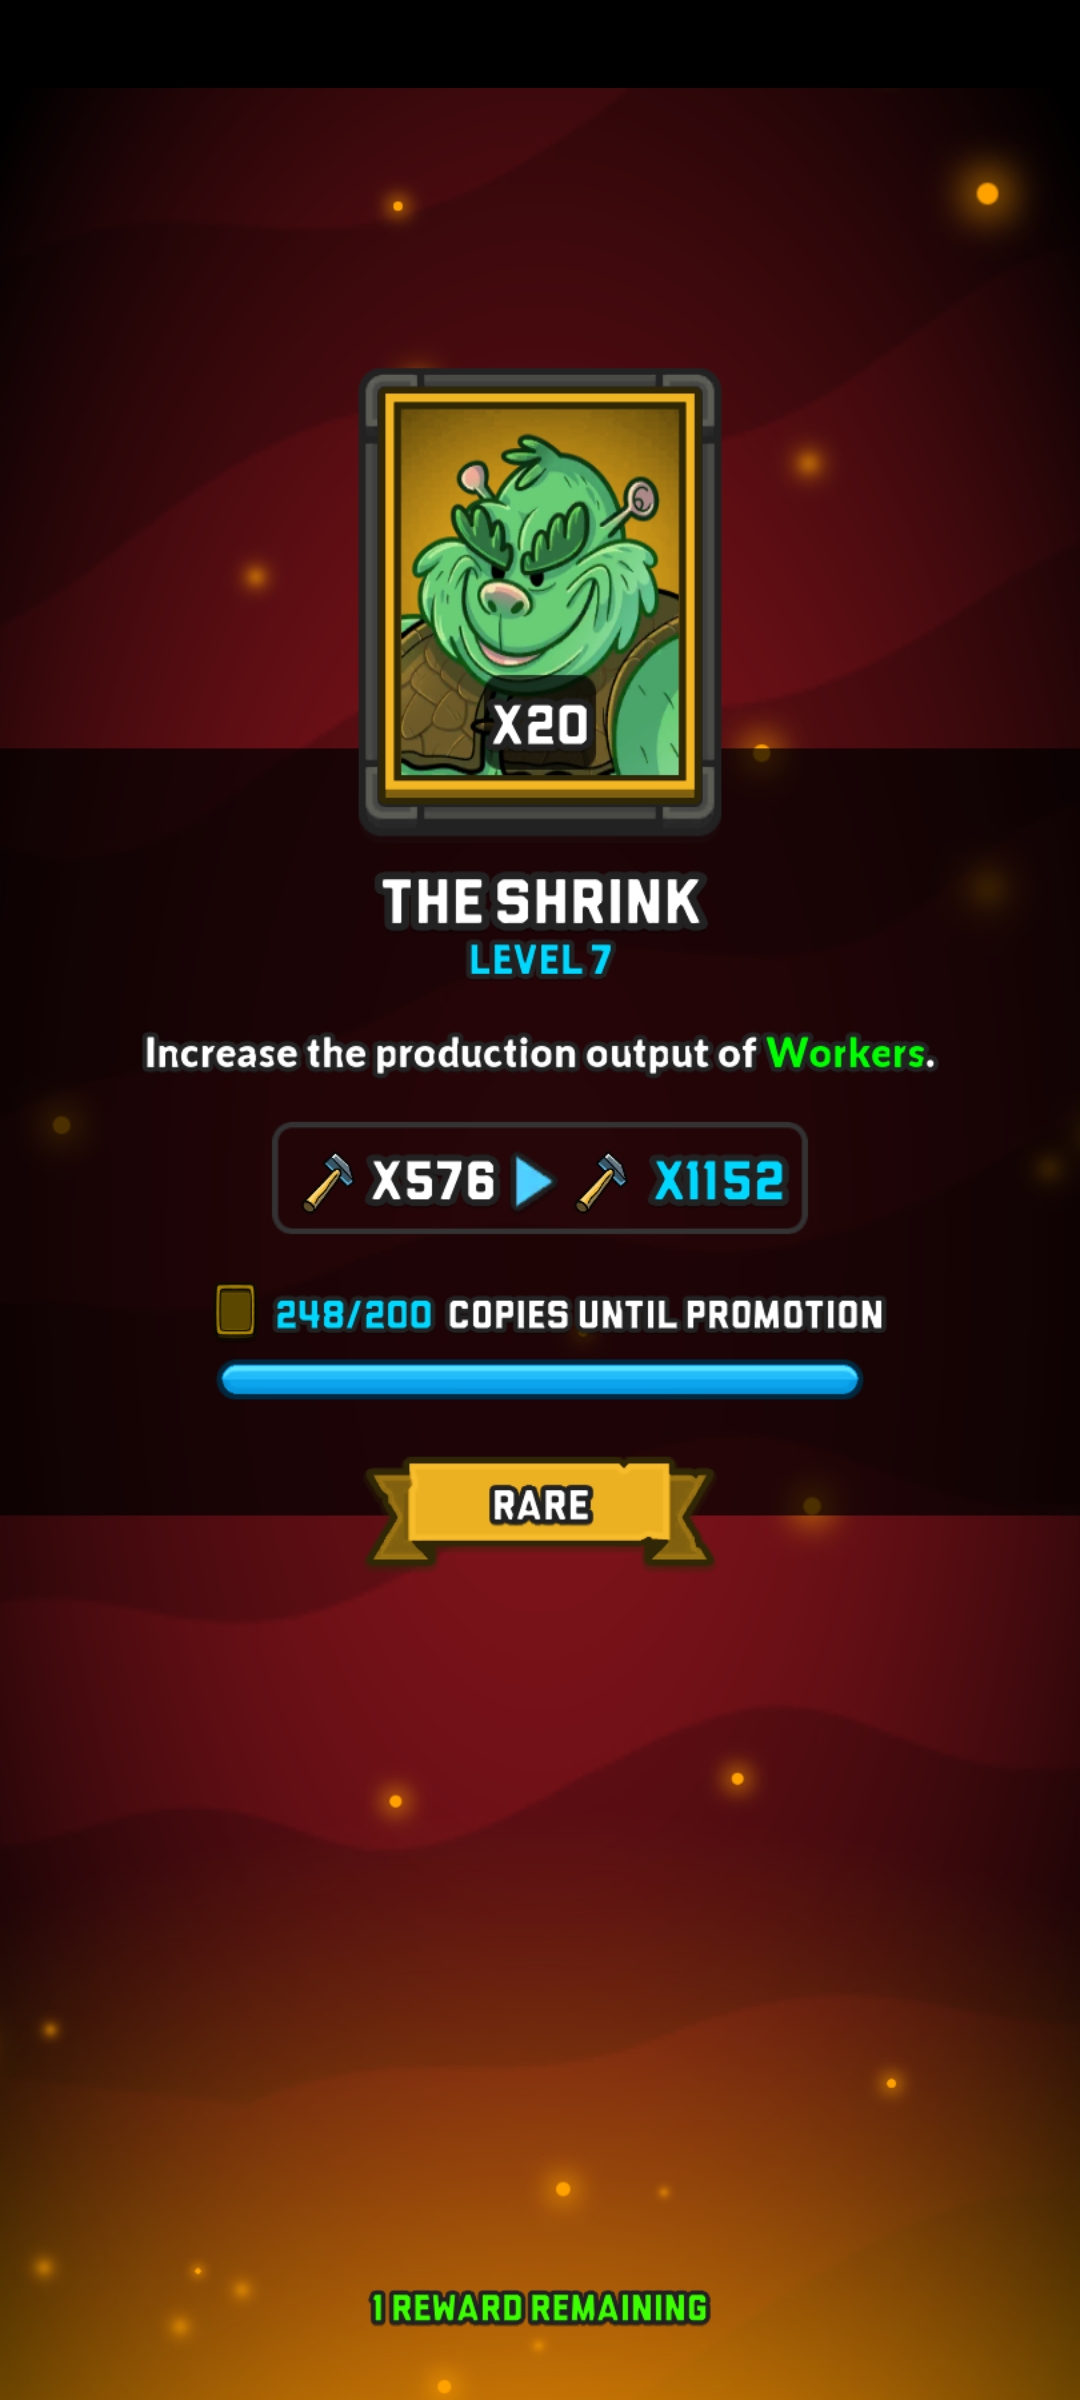 X20
THE SHRINK
LEVEL 7
Increase the production output of Workers.
X576 X1152
248/200 COPIES UNTIL PROMOTION
RARE
1 REWARD REMAINING